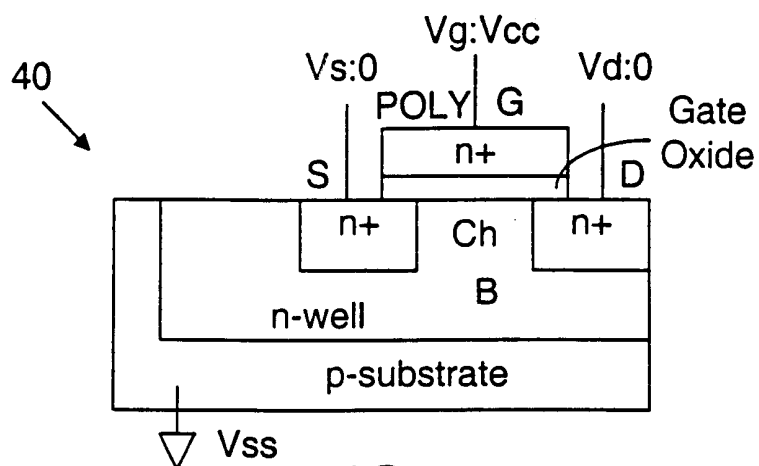 Vg:Vcc
Vs:0
Vd:0
40
POLY
G
Gate
Oxide
n+
S
D
n+
Ch
n+
B
n-well
p-substrate
Vss